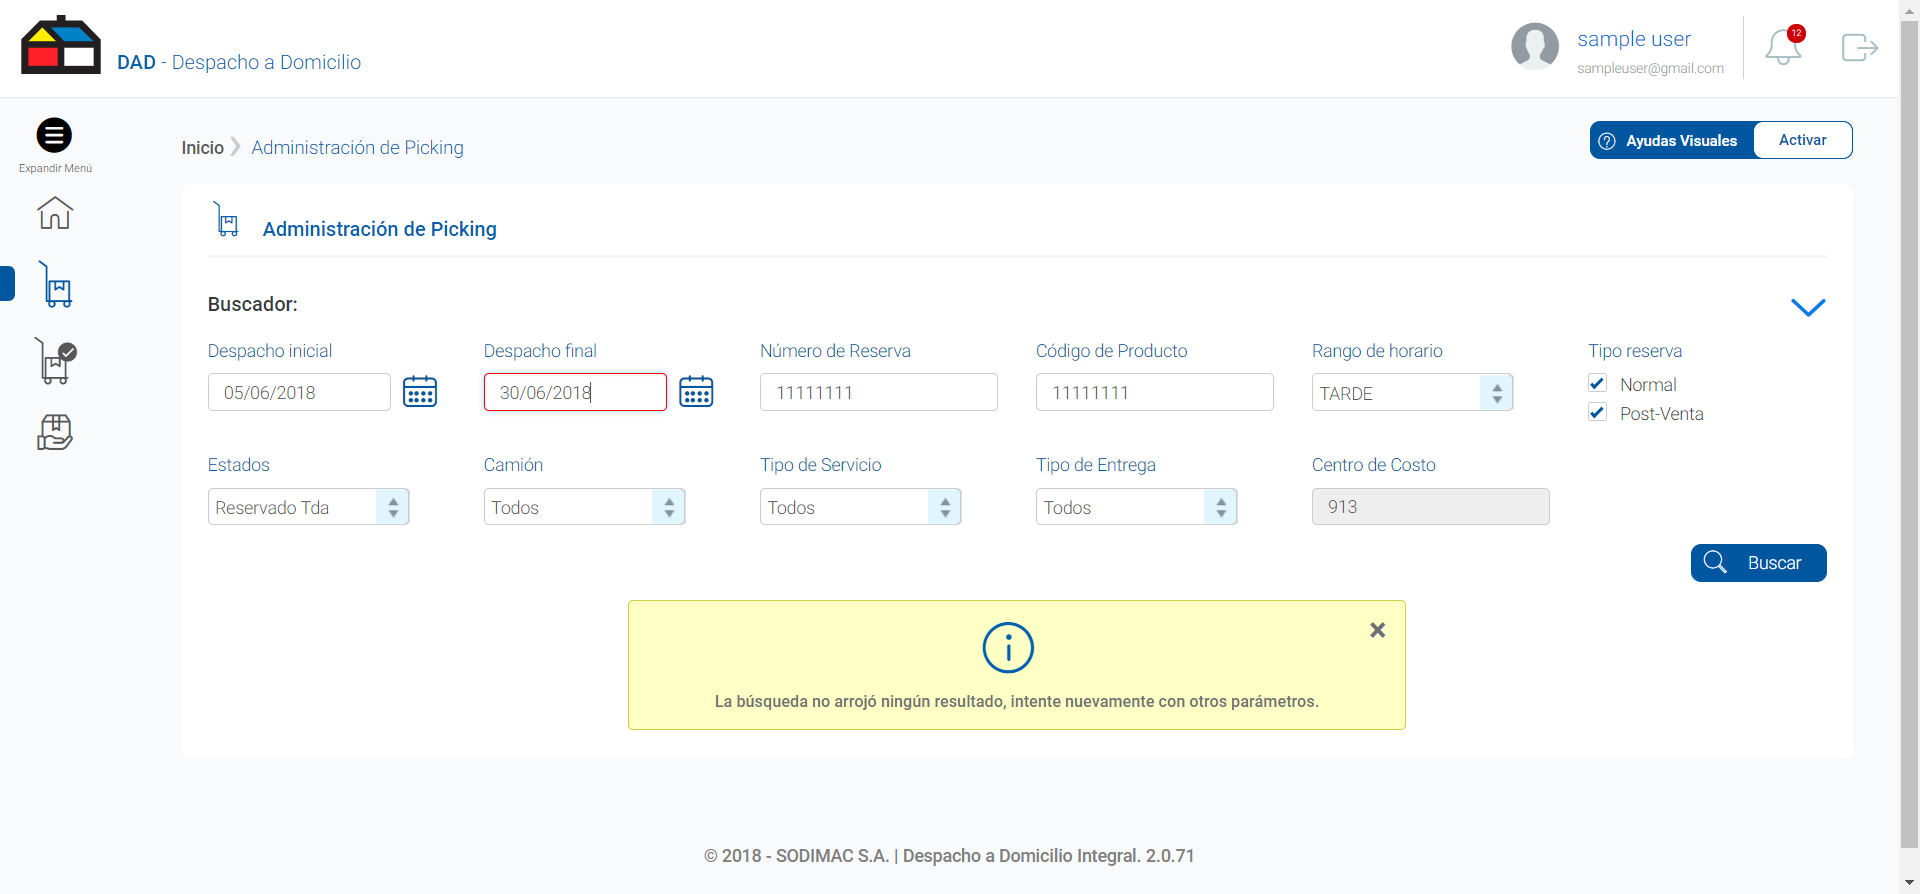 DAD - Despacho a Domicilio
sample user
sampleuser@gmail.com
12
Expandir Menú
Inicio Administración de Picking
Ayudas Visuales Activar
Administración de Picking
Buscador:
Despacho inicial Despacho final Número de Reserva Código de Producto Rango de horario Tipo reserva
05/06/2018 30/06/2018 11111111 11111111 TARDE Normal
Post-Venta
Estados Camión Tipo de Servicio Tipo de Entrega Centro de Costo
Reservado Tda Todos Todos Todos 913
Buscar
La búsqueda no arrojó ningún resultado, intente nuevamente con otros parámetros.
© 2018 - SODIMAC S.A. | Despacho a Domicilio Integral. 2.0.71